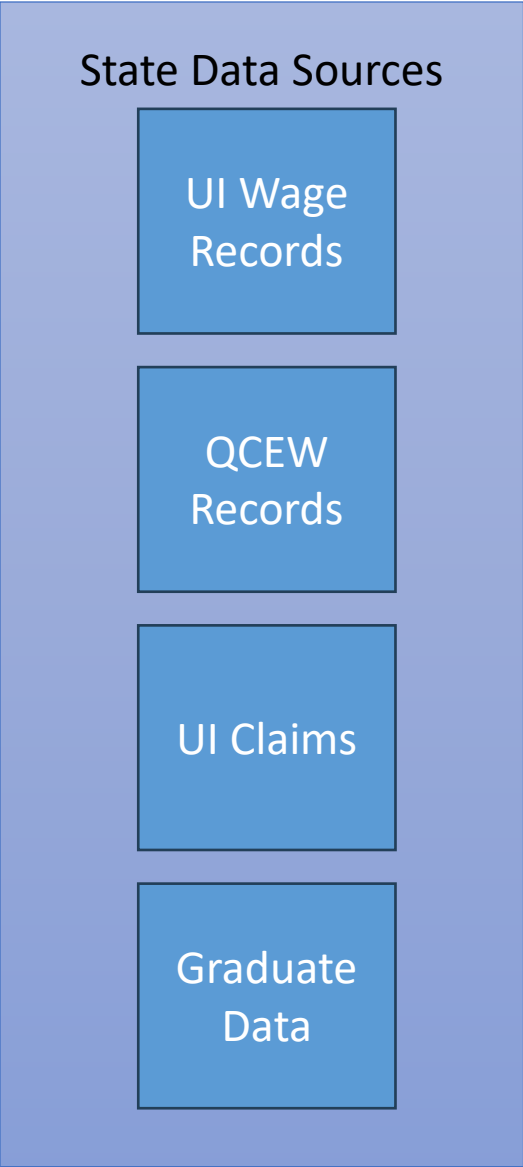 State Data Sources
UI Wage
Records
QCEW
Records
UI Claims
Graduate
Data